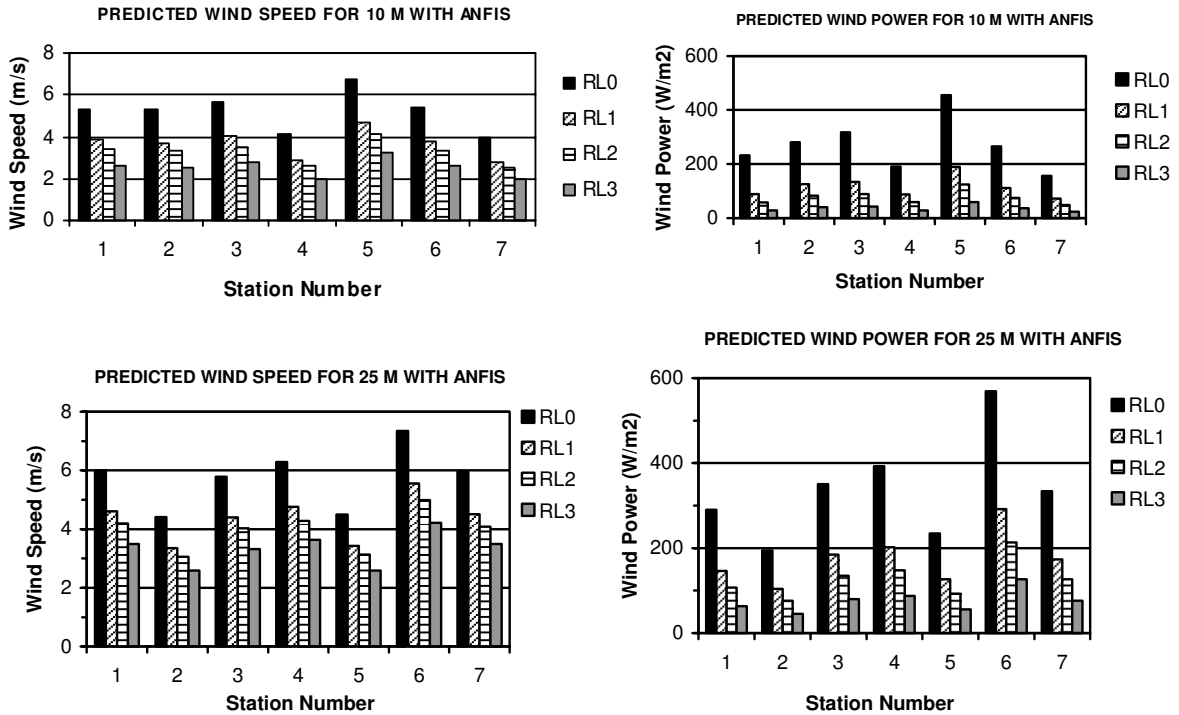 PREDICTED WIND SPEED FOR 10 M WITH ANFIS
Wind Speed (m/s)
8
6
4
2
0
1 2 3 4 5 6 7
Station Number
RL0
RL1
RL2
RL3
PREDICTED WIND POWER FOR 10 M WITH ANFIS
Wind Power (W/m2)
600
400
200
0
1 2 3 4 5 6 7
Station Number
RL0
RL1
RL2
RL3
PREDICTED WIND SPEED FOR 25 M WITH ANFIS
Wind Speed (m/s)
8
6
4
2
0
1 2 3 4 5 6 7
Station Number
RL0
RL1
RL2
RL3
PREDICTED WIND POWER FOR 25 M WITH ANFIS
Wind Power (W/m2)
600
400
200
0
1 2 3 4 5 6 7
Station Number
RL0
RL1
RL2
RL3